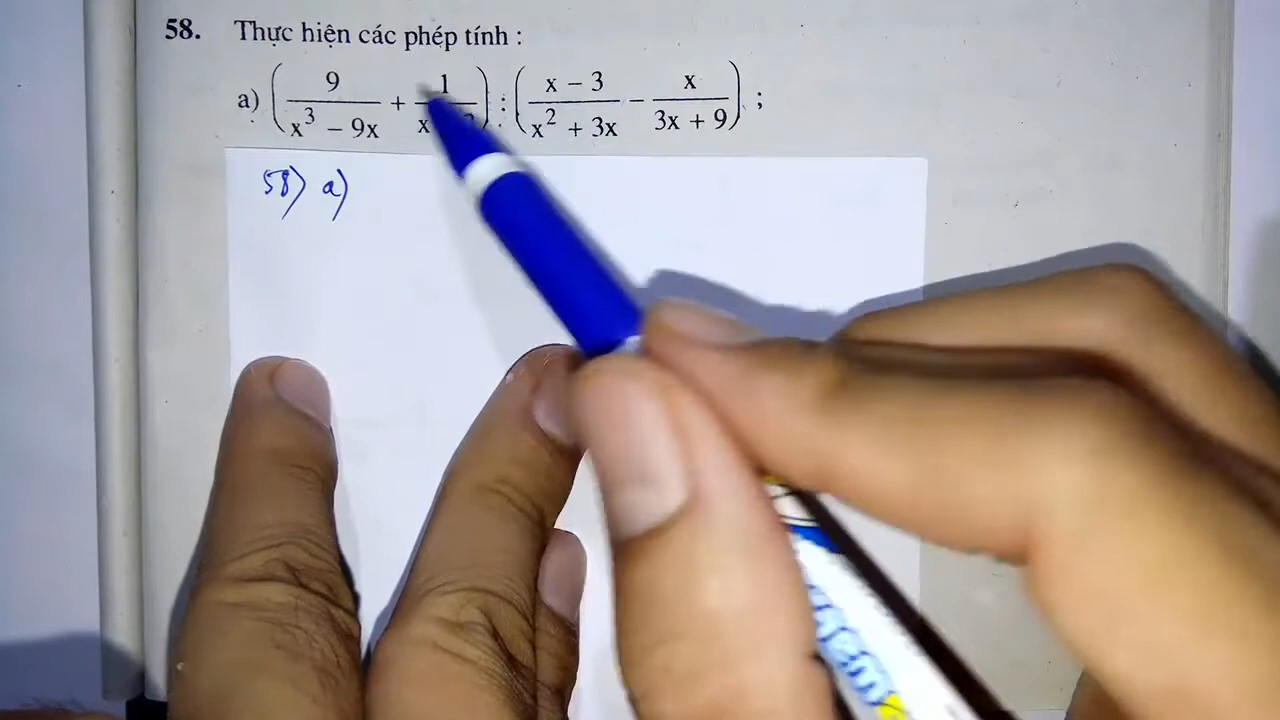 58. Thực hiện các phép tính :
a) ( 9 / (x³ − 9x) + 1 / x ) : ( (x − 3) / (x² + 3x) − x / (3x + 9) ) ;
58) a)